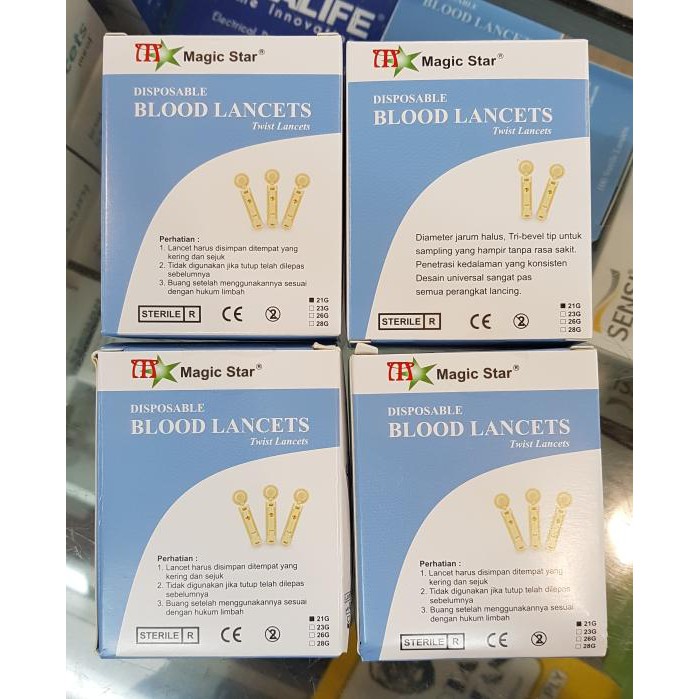 Magic Star®
DISPOSABLE
BLOOD LANCETS
Twist Lancets
Perhatian :
1. Lancet harus disimpan ditempat yang
kering dan sejuk
2. Tidak digunakan jika tutup telah dilepas
sebelumnya
3. Buang setelah menggunakannya sesuai
dengan hukum limbah
21G
23G
26G
28G
STERILE R
CE
2
Magic Star®
DISPOSABLE
BLOOD LANCETS
Twist Lancets
Diameter jarum halus, Tri-bevel tip untuk
sampling yang hampir tanpa rasa sakit.
Penetrasi kedalaman yang konsisten
Desain universal sangat pas
semua perangkat lancing.
21G
23G
26G
28G
STERILE R
CE
2
Magic Star®
DISPOSABLE
BLOOD LANCETS
Twist Lancets
Perhatian :
1. Lancet harus disimpan ditempat yang
kering dan sejuk
2. Tidak digunakan jika tutup telah dilepas
sebelumnya
3. Buang setelah menggunakannya sesuai
dengan hukum limbah
21G
23G
26G
28G
STERILE R
CE
2
Magic Star®
DISPOSABLE
BLOOD LANCETS
Twist Lancets
Perhatian :
1. Lancet harus disimpan ditempat yang
kering dan sejuk
2. Tidak digunakan jika tutup telah dilepas
sebelumnya
3. Buang setelah menggunakannya sesuai
dengan hukum limbah
21G
23G
26G
28G
STERILE R
CE
2
BLOOD LANCETS
SENSI